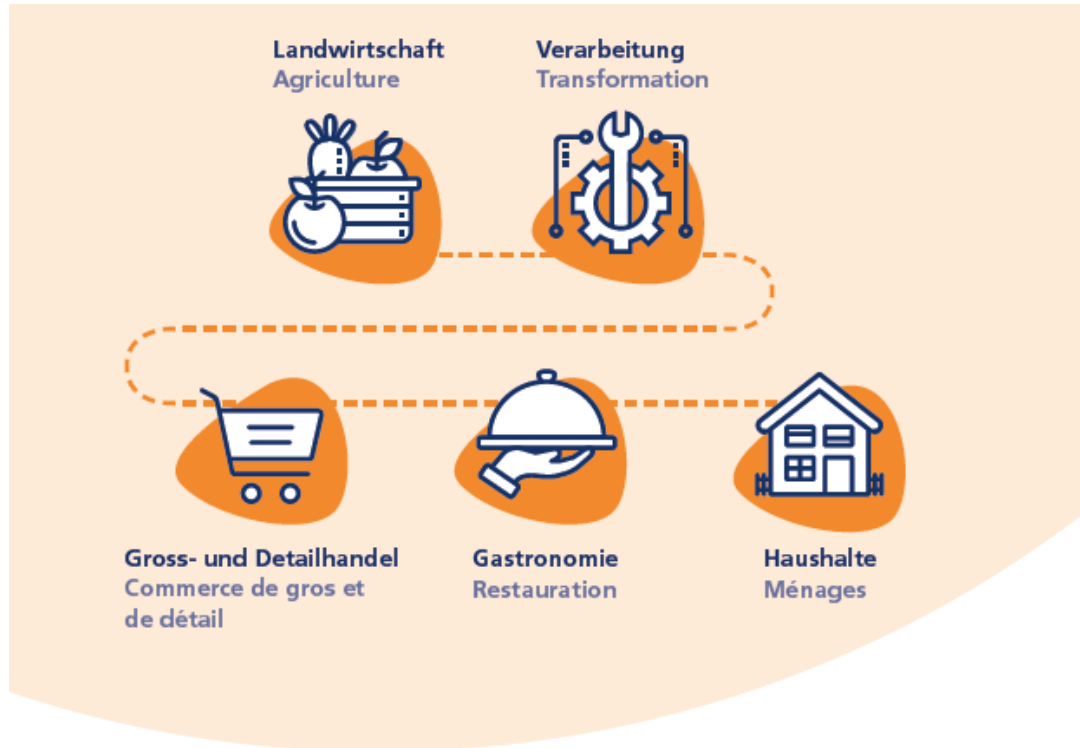 Landwirtschaft
Agriculture
Verarbeitung
Transformation
Gross- und Detailhandel
Commerce de gros et
de détail
Gastronomie
Restauration
Haushalte
Ménages